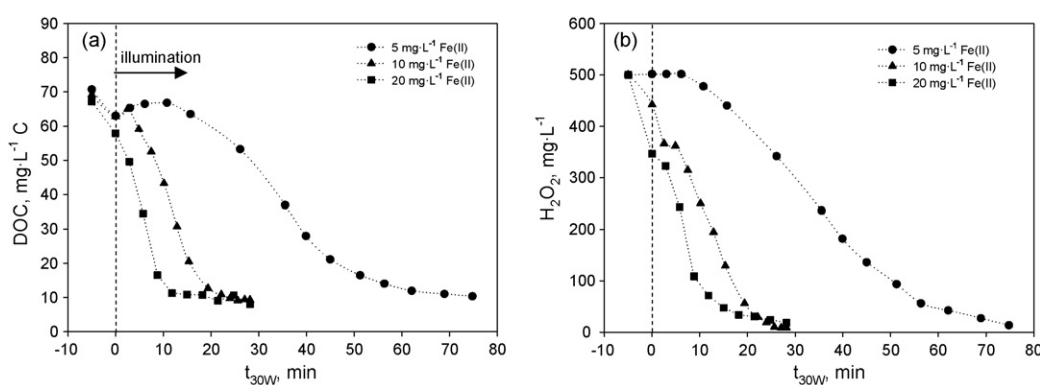 (a)
illumination
5 mg·L⁻¹ Fe(II)
10 mg·L⁻¹ Fe(II)
20 mg·L⁻¹ Fe(II)
DOC, mg·L⁻¹ C
90
80
70
60
50
40
30
20
10
0
-10 0 10 20 30 40 50 60 70 80
t30W, min
(b)
5 mg·L⁻¹ Fe(II)
10 mg·L⁻¹ Fe(II)
20 mg·L⁻¹ Fe(II)
H₂O₂, mg·L⁻¹
600
500
400
300
200
100
0
-10 0 10 20 30 40 50 60 70 80
t30W, min